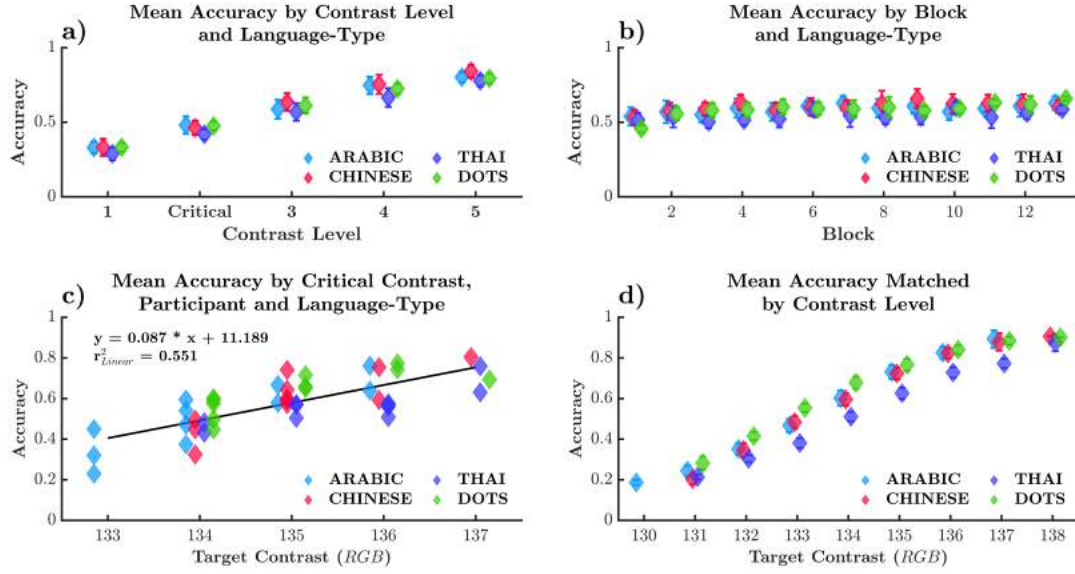 Mean Accuracy by Contrast Level
and Language-Type
a)
1
0.5
0
Accuracy
ARABIC
THAI
CHINESE
DOTS
1
Critical
3
4
5
Contrast Level
Mean Accuracy by Block
and Language-Type
b)
1
0.5
0
Accuracy
ARABIC
THAI
CHINESE
DOTS
2
4
6
8
10
12
Block
Mean Accuracy by Critical Contrast,
Participant and Language-Type
c)
y = 0.087 * x + 11.189
r²Linear = 0.551
1
0.8
0.6
0.4
0.2
0
Accuracy
ARABIC
THAI
CHINESE
DOTS
133
134
135
136
137
Target Contrast (RGB)
Mean Accuracy Matched
by Contrast Level
d)
1
0.8
0.6
0.4
0.2
0
Accuracy
ARABIC
THAI
CHINESE
DOTS
130
131
132
133
134
135
136
137
138
Target Contrast (RGB)